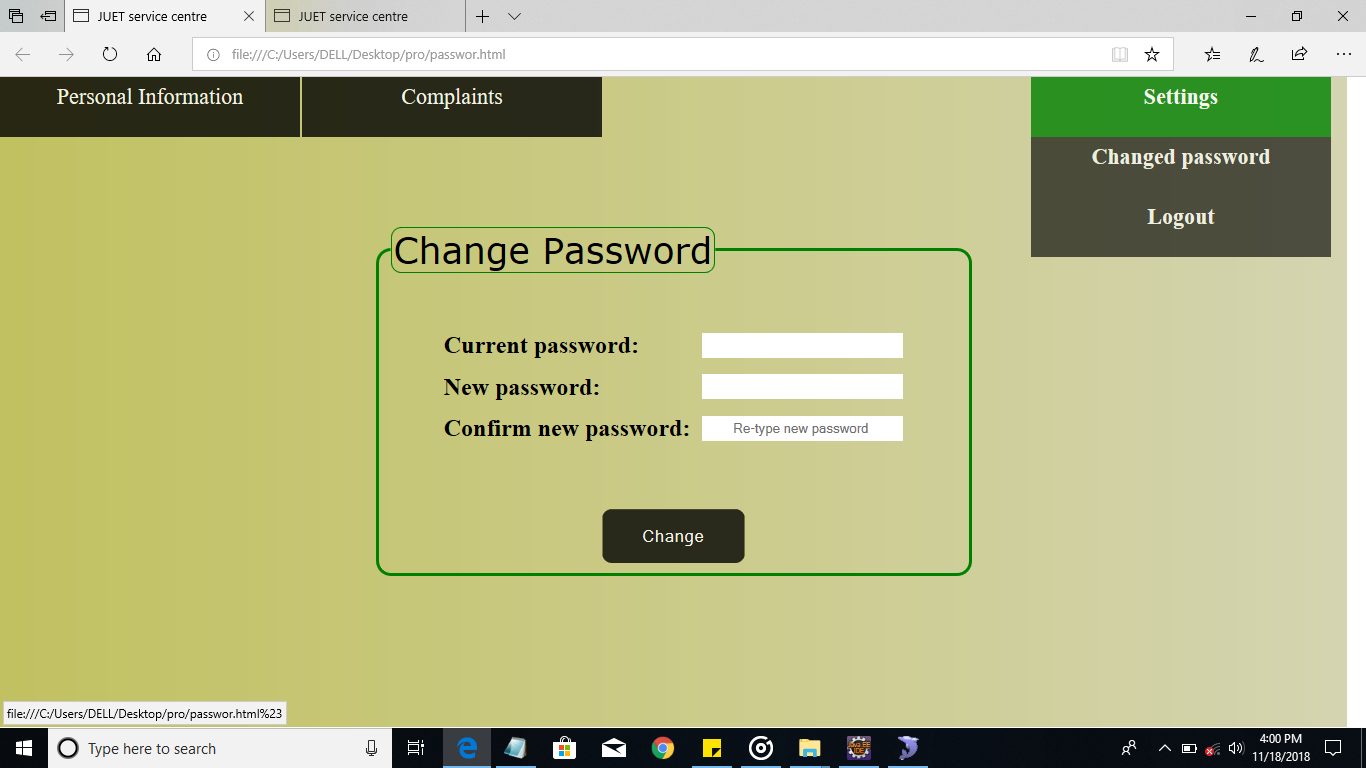 JUET service centre
JUET service centre
file:///C:/Users/DELL/Desktop/pro/passwor.html
Personal Information
Complaints
Settings
Changed password
Logout
Change Password
Current password:
New password:
Confirm new password:
Re-type new password
Change
file:///C:/Users/DELL/Desktop/pro/passwor.html%23
Type here to search
4:00 PM
11/18/2018